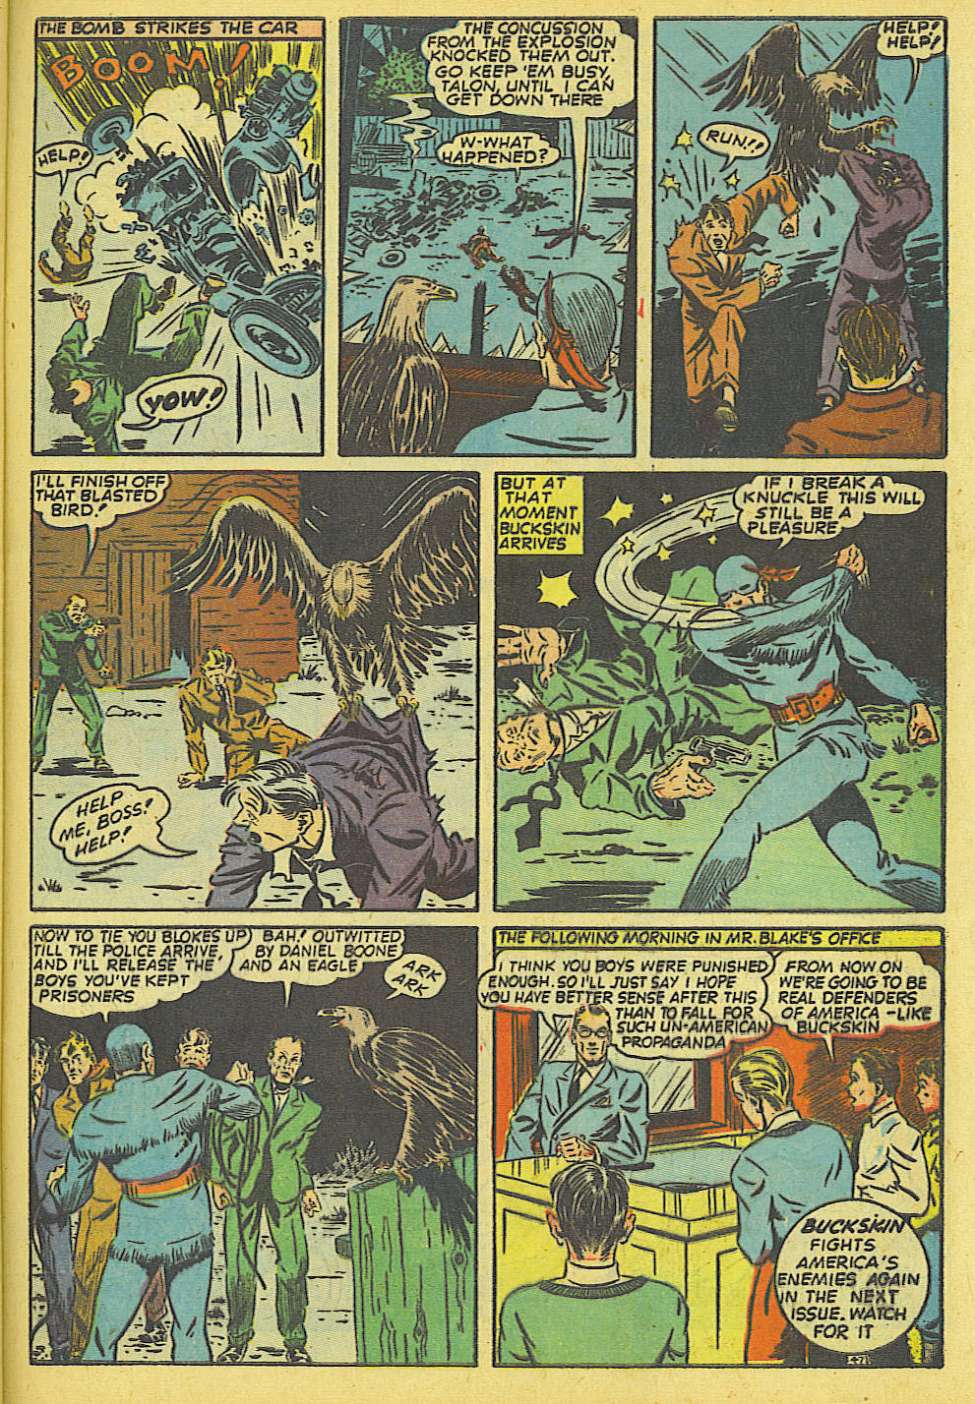 THE BOMB STRIKES THE CAR
BOOM!
HELP!
YOW!
THE CONCUSSION
FROM THE EXPLOSION
KNOCKED THEM OUT.
GO KEEP 'EM BUSY,
TALON, UNTIL I CAN
GET DOWN THERE
W-WHAT
HAPPENED?
HELP!
HELP!
RUN!!
I'LL FINISH OFF
THAT BLASTED
BIRD!
HELP
ME, BOSS!
HELP!
BUT AT
THAT
MOMENT
BUCKSKIN
ARRIVES
IF I BREAK A
KNUCKLE THIS WILL
STILL BE A
PLEASURE
NOW TO TIE YOU BLOKES UP
TILL THE POLICE ARRIVE,
AND I'LL RELEASE THE
BOYS YOU'VE KEPT
PRISONERS
BAH! OUTWITTED
BY DANIEL BOONE
AND AN EAGLE
ARK
ARK
THE FOLLOWING MORNING IN MR. BLAKE'S OFFICE
I THINK YOU BOYS WERE PUNISHED
ENOUGH. SO I'LL JUST SAY I HOPE
YOU HAVE BETTER SENSE AFTER THIS
THAN TO FALL FOR
SUCH UN-AMERICAN
PROPAGANDA
FROM NOW ON
WE'RE GOING TO BE
REAL DEFENDERS
OF AMERICA -LIKE
BUCKSKIN
BUCKSKIN
FIGHTS
AMERICA'S
ENEMIES AGAIN
IN THE NEXT
ISSUE. WATCH
FOR IT
47